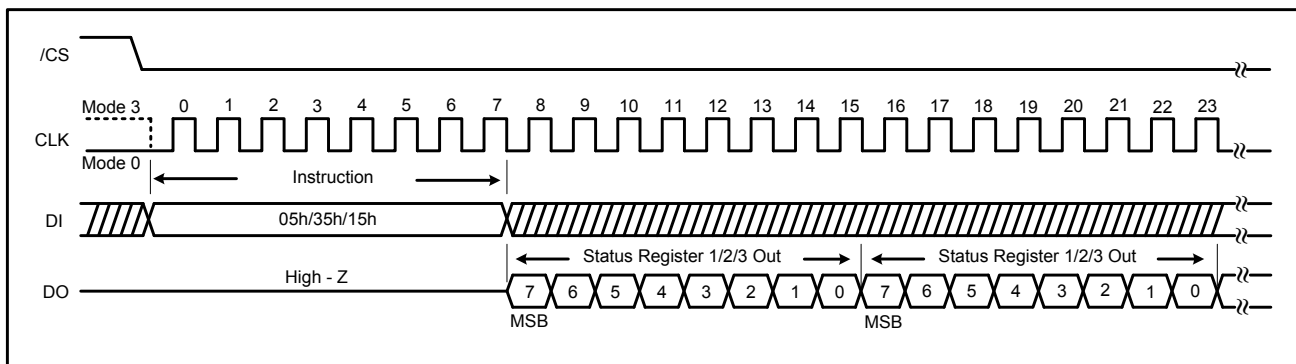 /CS
Mode 3 0 1 2 3 4 5 6 7 8 9 10 11 12 13 14 15 16 17 18 19 20 21 22 23
CLK
Mode 0
Instruction
DI 05h/35h/15h
Status Register 1/2/3 Out Status Register 1/2/3 Out
High - Z
DO 7 6 5 4 3 2 1 0 7 6 5 4 3 2 1 0
MSB MSB